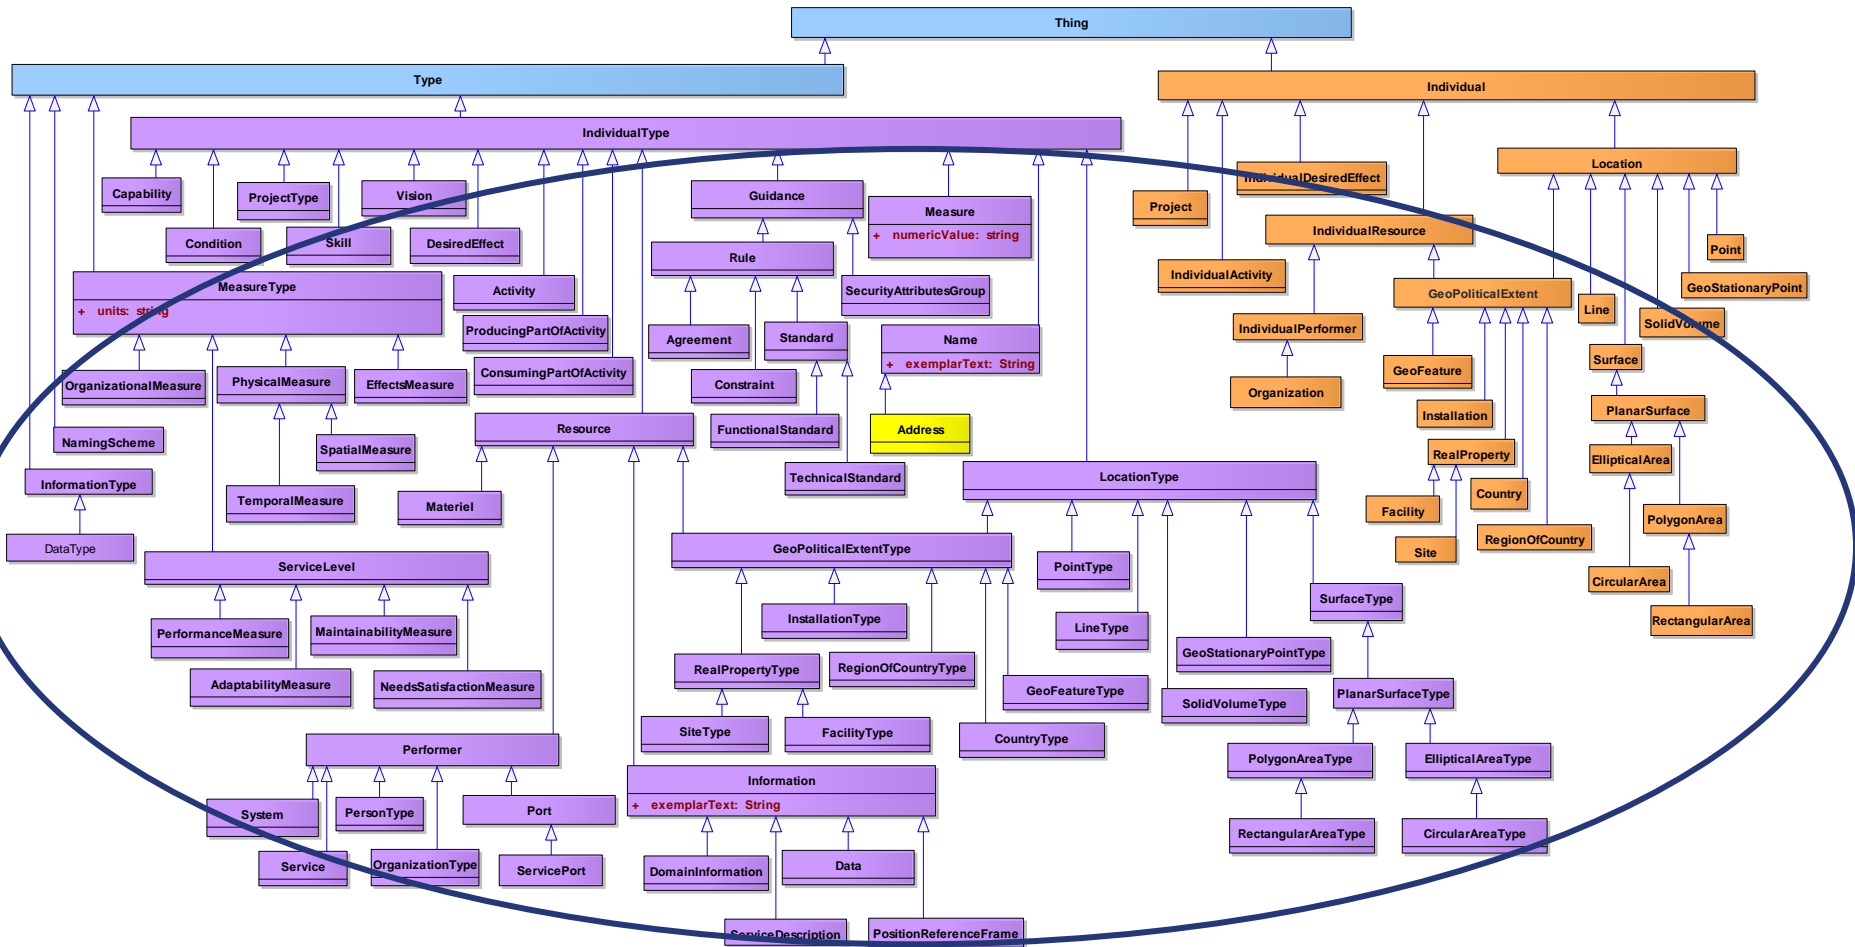 Thing
Type
Individual
IndividualType
Location
Capability
ProjectType
Vision
Guidance
IndividualDesiredEffect
Project
Measure
+ numericValue: string
Condition
Skill
DesiredEffect
IndividualResource
Point
Rule
IndividualActivity
MeasureType
+ units: string
Activity
SecurityAttributesGroup
GeoPoliticalExtent
GeoStationaryPoint
Line
SolidVolume
ProducingPartOfActivity
Agreement
Standard
Name
+ exemplarText: String
IndividualPerformer
Surface
OrganizationalMeasure
PhysicalMeasure
EffectsMeasure
ConsumingPartOfActivity
Constraint
GeoFeature
Organization
PlanarSurface
Installation
Resource
FunctionalStandard
Address
NamingScheme
SpatialMeasure
RealProperty
EllipticalArea
InformationType
TechnicalStandard
LocationType
Country
TemporalMeasure
Materiel
Facility
PolygonArea
DataType
GeoPoliticalExtentType
Site
RegionOfCountry
ServiceLevel
PointType
CircularArea
SurfaceType
PerformanceMeasure
MaintainabilityMeasure
InstallationType
LineType
RectangularArea
GeoStationaryPointType
RealPropertyType
RegionOfCountryType
AdaptabilityMeasure
NeedsSatisfactionMeasure
GeoFeatureType
PlanarSurfaceType
SolidVolumeType
SiteType
FacilityType
CountryType
Performer
PolygonAreaType
EllipticalAreaType
Information
+ exemplarText: String
System
PersonType
Port
RectangularAreaType
CircularAreaType
Service
OrganizationType
ServicePort
DomainInformation
Data
ServiceDescription
PositionReferenceFrame